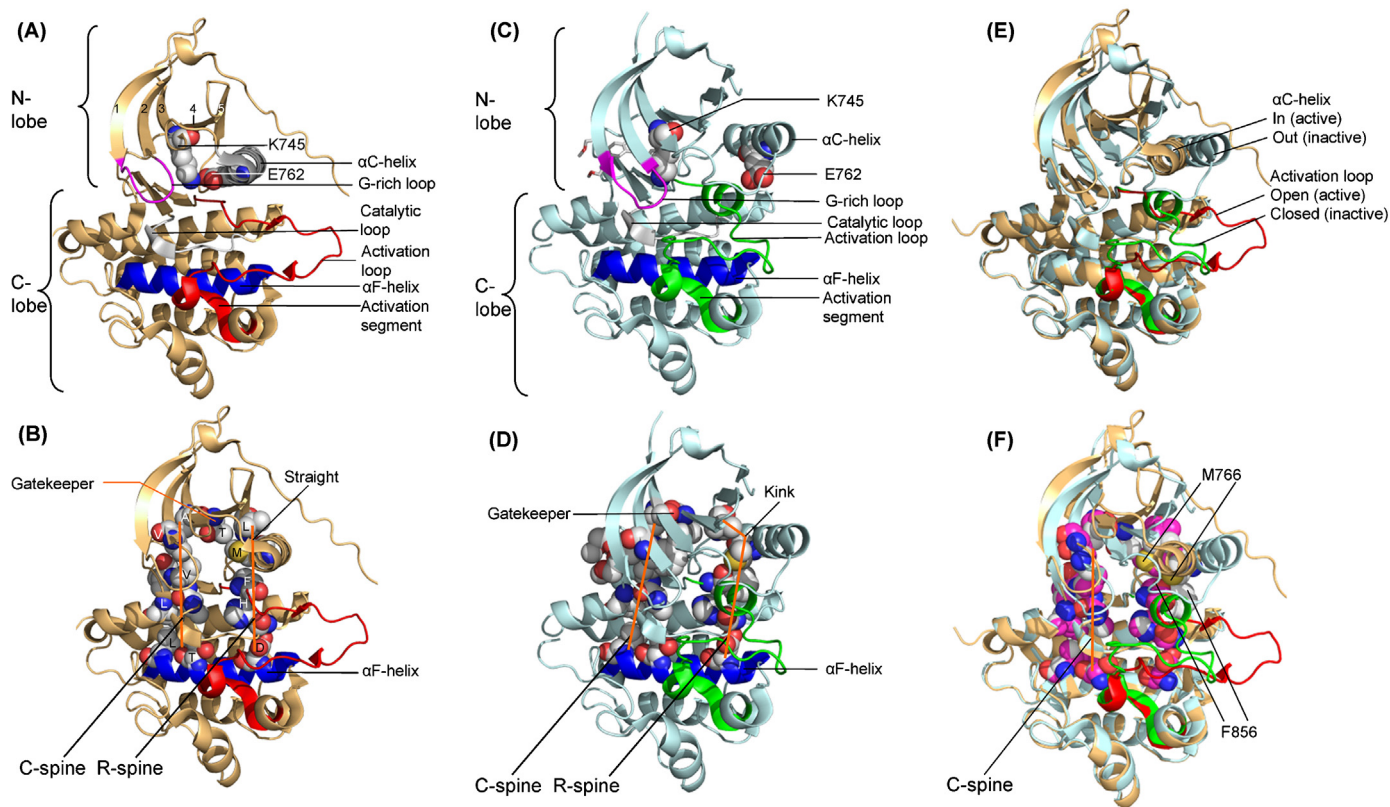 (A)
N-
lobe
1
2
3
4
5
K745
αC-helix
E762
G-rich loop
Catalytic
loop
Activation
loop
αF-helix
Activation
segment
C-
lobe
(C)
N-
lobe
K745
αC-helix
E762
G-rich loop
Catalytic loop
Activation loop
αF-helix
Activation
segment
C-
lobe
(E)
αC-helix
In (active)
Out (inactive)
Activation loop
Open (active)
Closed (inactive)
(B)
Gatekeeper
Straight
A
T
L
V
M
V
F
L
H
L
T
D
αF-helix
C-spine
R-spine
(D)
Gatekeeper
Kink
αF-helix
C-spine
R-spine
(F)
M766
F856
C-spine